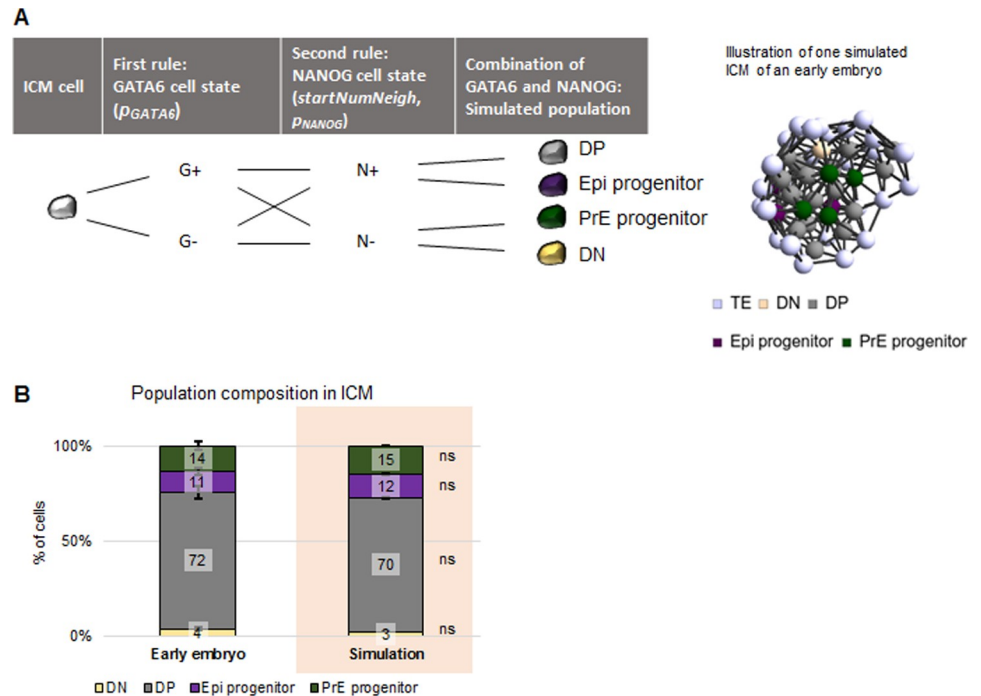 A
ICM cell
First rule:
GATA6 cell state
(pGATA6)
Second rule:
NANOG cell state
(startNumNeigh,
pNANOG)
Combination of
GATA6 and NANOG:
Simulated population
Illustration of one simulated
ICM of an early embryo
G+
G-
N+
N-
DP
Epi progenitor
PrE progenitor
DN
TE DN DP
Epi progenitor PrE progenitor
B
Population composition in ICM
% of cells
100%
50%
0%
14
11
72
4
15
12
70
3
ns
ns
ns
ns
Early embryo
Simulation
DN DP Epi progenitor PrE progenitor